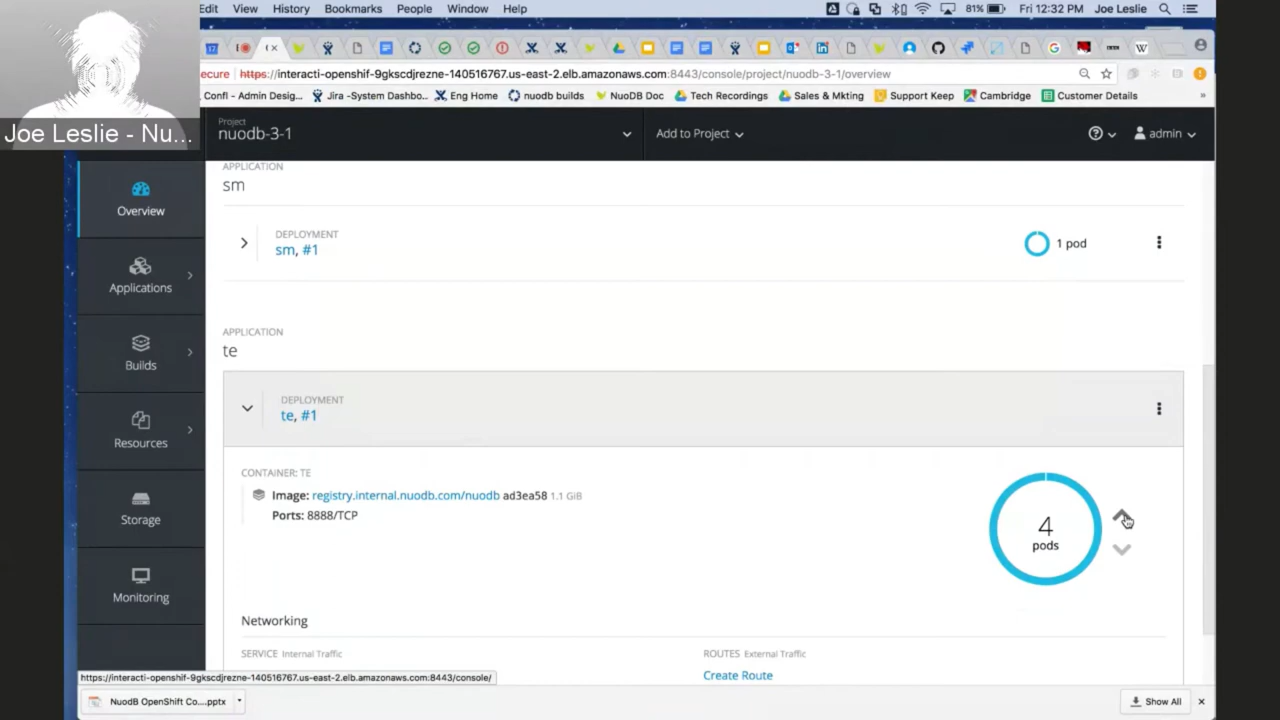 Edit View History Bookmarks People Window Help 81% Fri 12:32 PM Joe Leslie
ecure https://interacti-openshif-9gkscdjrezne-140516767.us-east-2.elb.amazonaws.com:8443/console/project/nuodb-3-1/overview
Confl - Admin Desig... Jira -System Dashbo... Eng Home nuodb builds NuoDB Doc Tech Recordings Sales & Mkting Support Keep Cambridge Customer Details »
Joe Leslie - Nu...
Project
nuodb-3-1
Add to Project
admin
Overview
Applications
Builds
Resources
Storage
Monitoring
APPLICATION
sm
DEPLOYMENT
sm, #1
1 pod
APPLICATION
te
DEPLOYMENT
te, #1
CONTAINER: TE
Image: registry.internal.nuodb.com/nuodb ad3ea58 1.1 GiB
Ports: 8888/TCP
4
pods
Networking
SERVICE Internal Traffic
ROUTES External Traffic
Create Route
https://interacti-openshif-9gkscdjrezne-140516767.us-east-2.elb.amazonaws.com:8443/console/
NuodB OpenShift Co....pptx
Show All